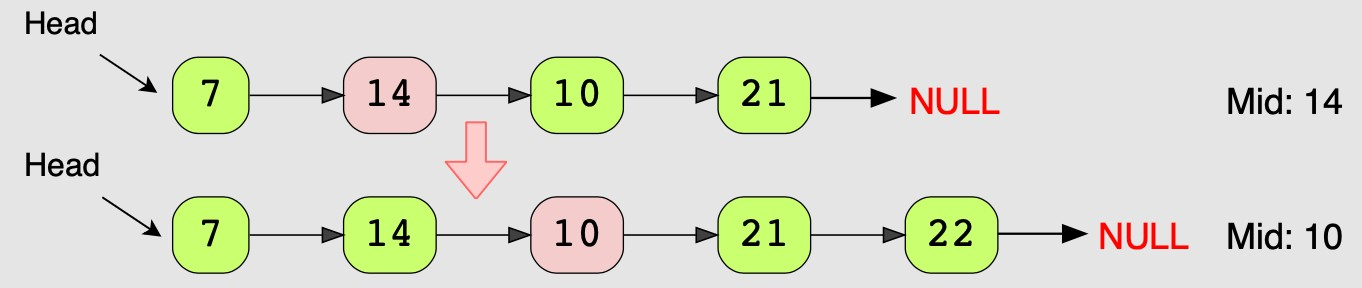 Head
7 14 10 21 NULL Mid: 14
Head
7 14 10 21 22 NULL Mid: 10